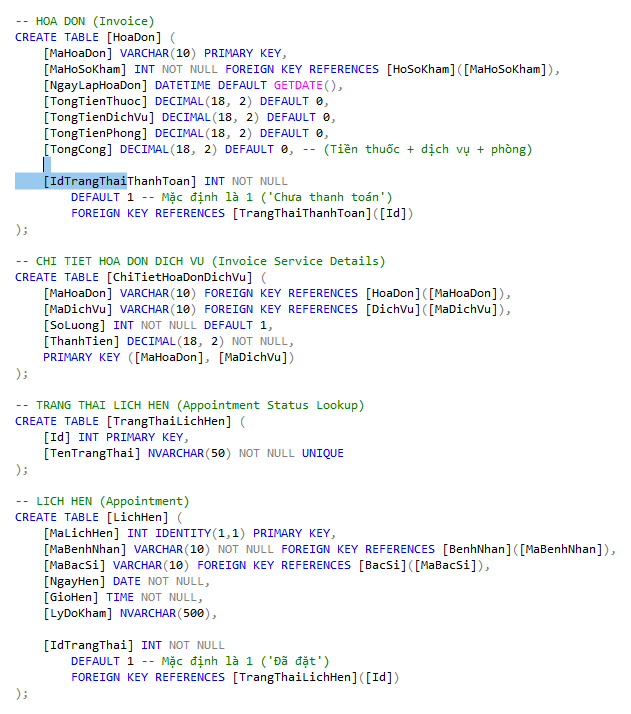 -- HOA DON (Invoice)
CREATE TABLE [HoaDon] (
    [MaHoaDon] VARCHAR(10) PRIMARY KEY,
    [MaHoSoKham] INT NOT NULL FOREIGN KEY REFERENCES [HoSoKham]([MaHoSoKham]),
    [NgayLapHoaDon] DATETIME DEFAULT GETDATE(),
    [TongTienThuoc] DECIMAL(18, 2) DEFAULT 0,
    [TongTienDichVu] DECIMAL(18, 2) DEFAULT 0,
    [TongTienPhong] DECIMAL(18, 2) DEFAULT 0,
    [TongCong] DECIMAL(18, 2) DEFAULT 0, -- (Tiền thuốc + dịch vụ + phòng)
    [IdTrangThaiThanhToan] INT NOT NULL
        DEFAULT 1 -- Mặc định là 1 ('Chưa thanh toán')
        FOREIGN KEY REFERENCES [TrangThaiThanhToan]([Id])
);
-- CHI TIET HOA DON DICH VU (Invoice Service Details)
CREATE TABLE [ChiTietHoaDonDichVu] (
    [MaHoaDon] VARCHAR(10) FOREIGN KEY REFERENCES [HoaDon]([MaHoaDon]),
    [MaDichVu] VARCHAR(10) FOREIGN KEY REFERENCES [DichVu]([MaDichVu]),
    [SoLuong] INT NOT NULL DEFAULT 1,
    [ThanhTien] DECIMAL(18, 2) NOT NULL,
    PRIMARY KEY ([MaHoaDon], [MaDichVu])
);
-- TRANG THAI LICH HEN (Appointment Status Lookup)
CREATE TABLE [TrangThaiLichHen] (
    [Id] INT PRIMARY KEY,
    [TenTrangThai] NVARCHAR(50) NOT NULL UNIQUE
);
-- LICH HEN (Appointment)
CREATE TABLE [LichHen] (
    [MaLichHen] INT IDENTITY(1,1) PRIMARY KEY,
    [MaBenhNhan] VARCHAR(10) NOT NULL FOREIGN KEY REFERENCES [BenhNhan]([MaBenhNhan]),
    [MaBacSi] VARCHAR(10) FOREIGN KEY REFERENCES [BacSi]([MaBacSi]),
    [NgayHen] DATE NOT NULL,
    [GioHen] TIME NOT NULL,
    [LyDoKham] NVARCHAR(500),
    [IdTrangThai] INT NOT NULL
        DEFAULT 1 -- Mặc định là 1 ('Đã đặt')
        FOREIGN KEY REFERENCES [TrangThaiLichHen]([Id])
);